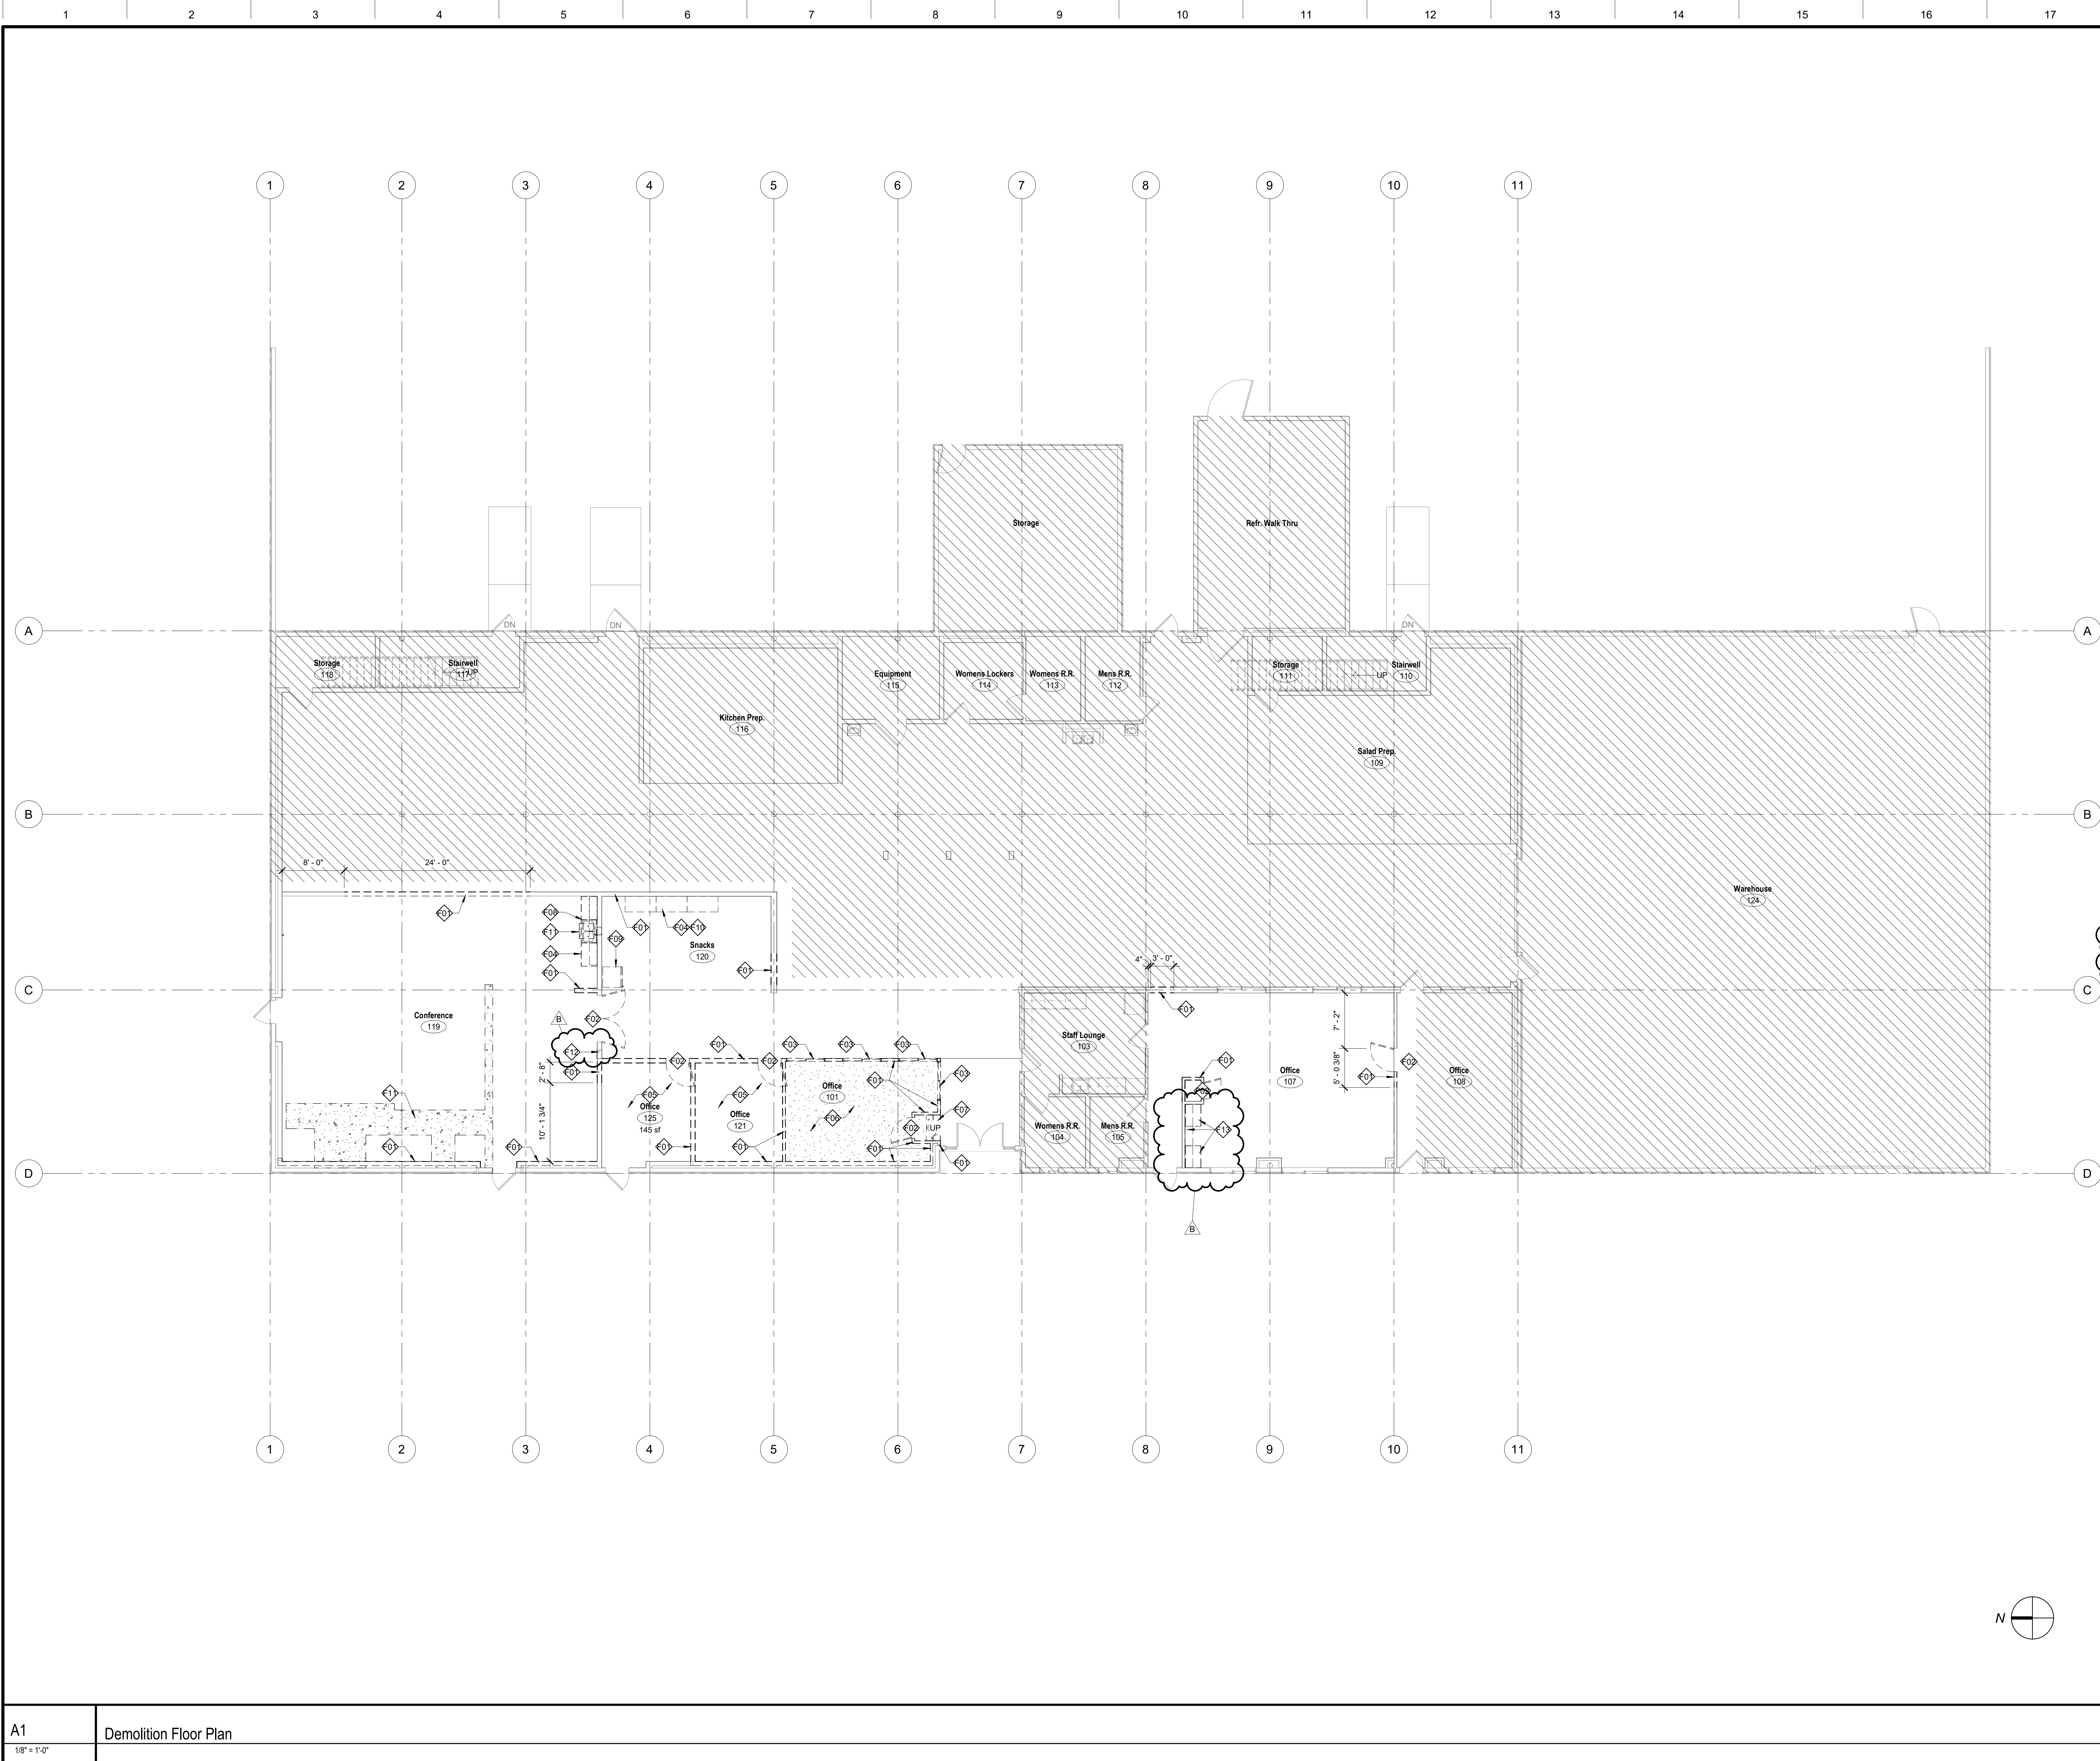 1 2 3 4 5 6 7 8 9 10 11 12 13 14 15 16 17
1 2 3 4 5 6 7 8 9 10 11
Storage
Refr. Walk Thru
A DN DN DN A
Storage
118
Stairwell
117
UP
Equipment
115
Womens Lockers
114
Womens R.R.
113
Mens R.R.
112
Storage
111
UP
Stairwell
110
Kitchen Prep.
116
Salad Prep.
109
B B
8' - 0" 24' - 0"
Warehouse
124
F01 F08 F11 F04 F01 F01 F09 F04 F10
Snacks
120
F01
4" 3' - 0"
C C
Conference
119
B
F02
F12
F01
2' - 8"
10' - 1 3/4"
F01 F03 F03 F03
F02 F02
F05 F05
Office
125
145 sf
Office
121
Office
101
F01
F03
F06
F07
F02
UP
F01 F01 F01 F01
F11
F01 F01
Staff Lounge
103
F01
7' - 2"
5' - 0 3/8"
F01
Office
107
F02
F01
Office
108
F13
Womens R.R.
104
Mens R.R.
105
D D
B
1 2 3 4 5 6 7 8 9 10 11
N
A1
Demolition Floor Plan
1/8" = 1'-0"